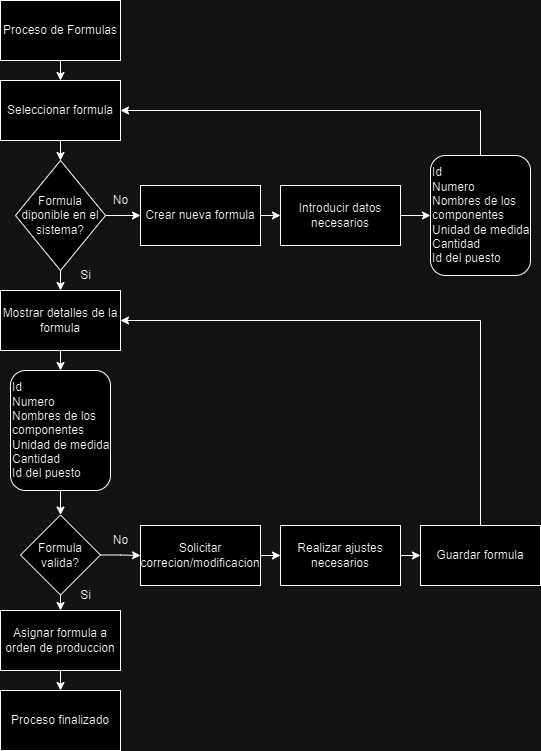 Proceso de Formulas
Seleccionar formula
Formula
diponible en el
sistema?
No
Crear nueva formula
Introducir datos
necesarios
Id
Numero
Nombres de los
componentes
Unidad de medida
Cantidad
Id del puesto
Si
Mostrar detalles de la
formula
Id
Numero
Nombres de los
componentes
Unidad de medida
Cantidad
Id del puesto
Formula
valida?
No
Solicitar
correcion/modificacion
Realizar ajustes
necesarios
Guardar formula
Si
Asignar formula a
orden de produccion
Proceso finalizado